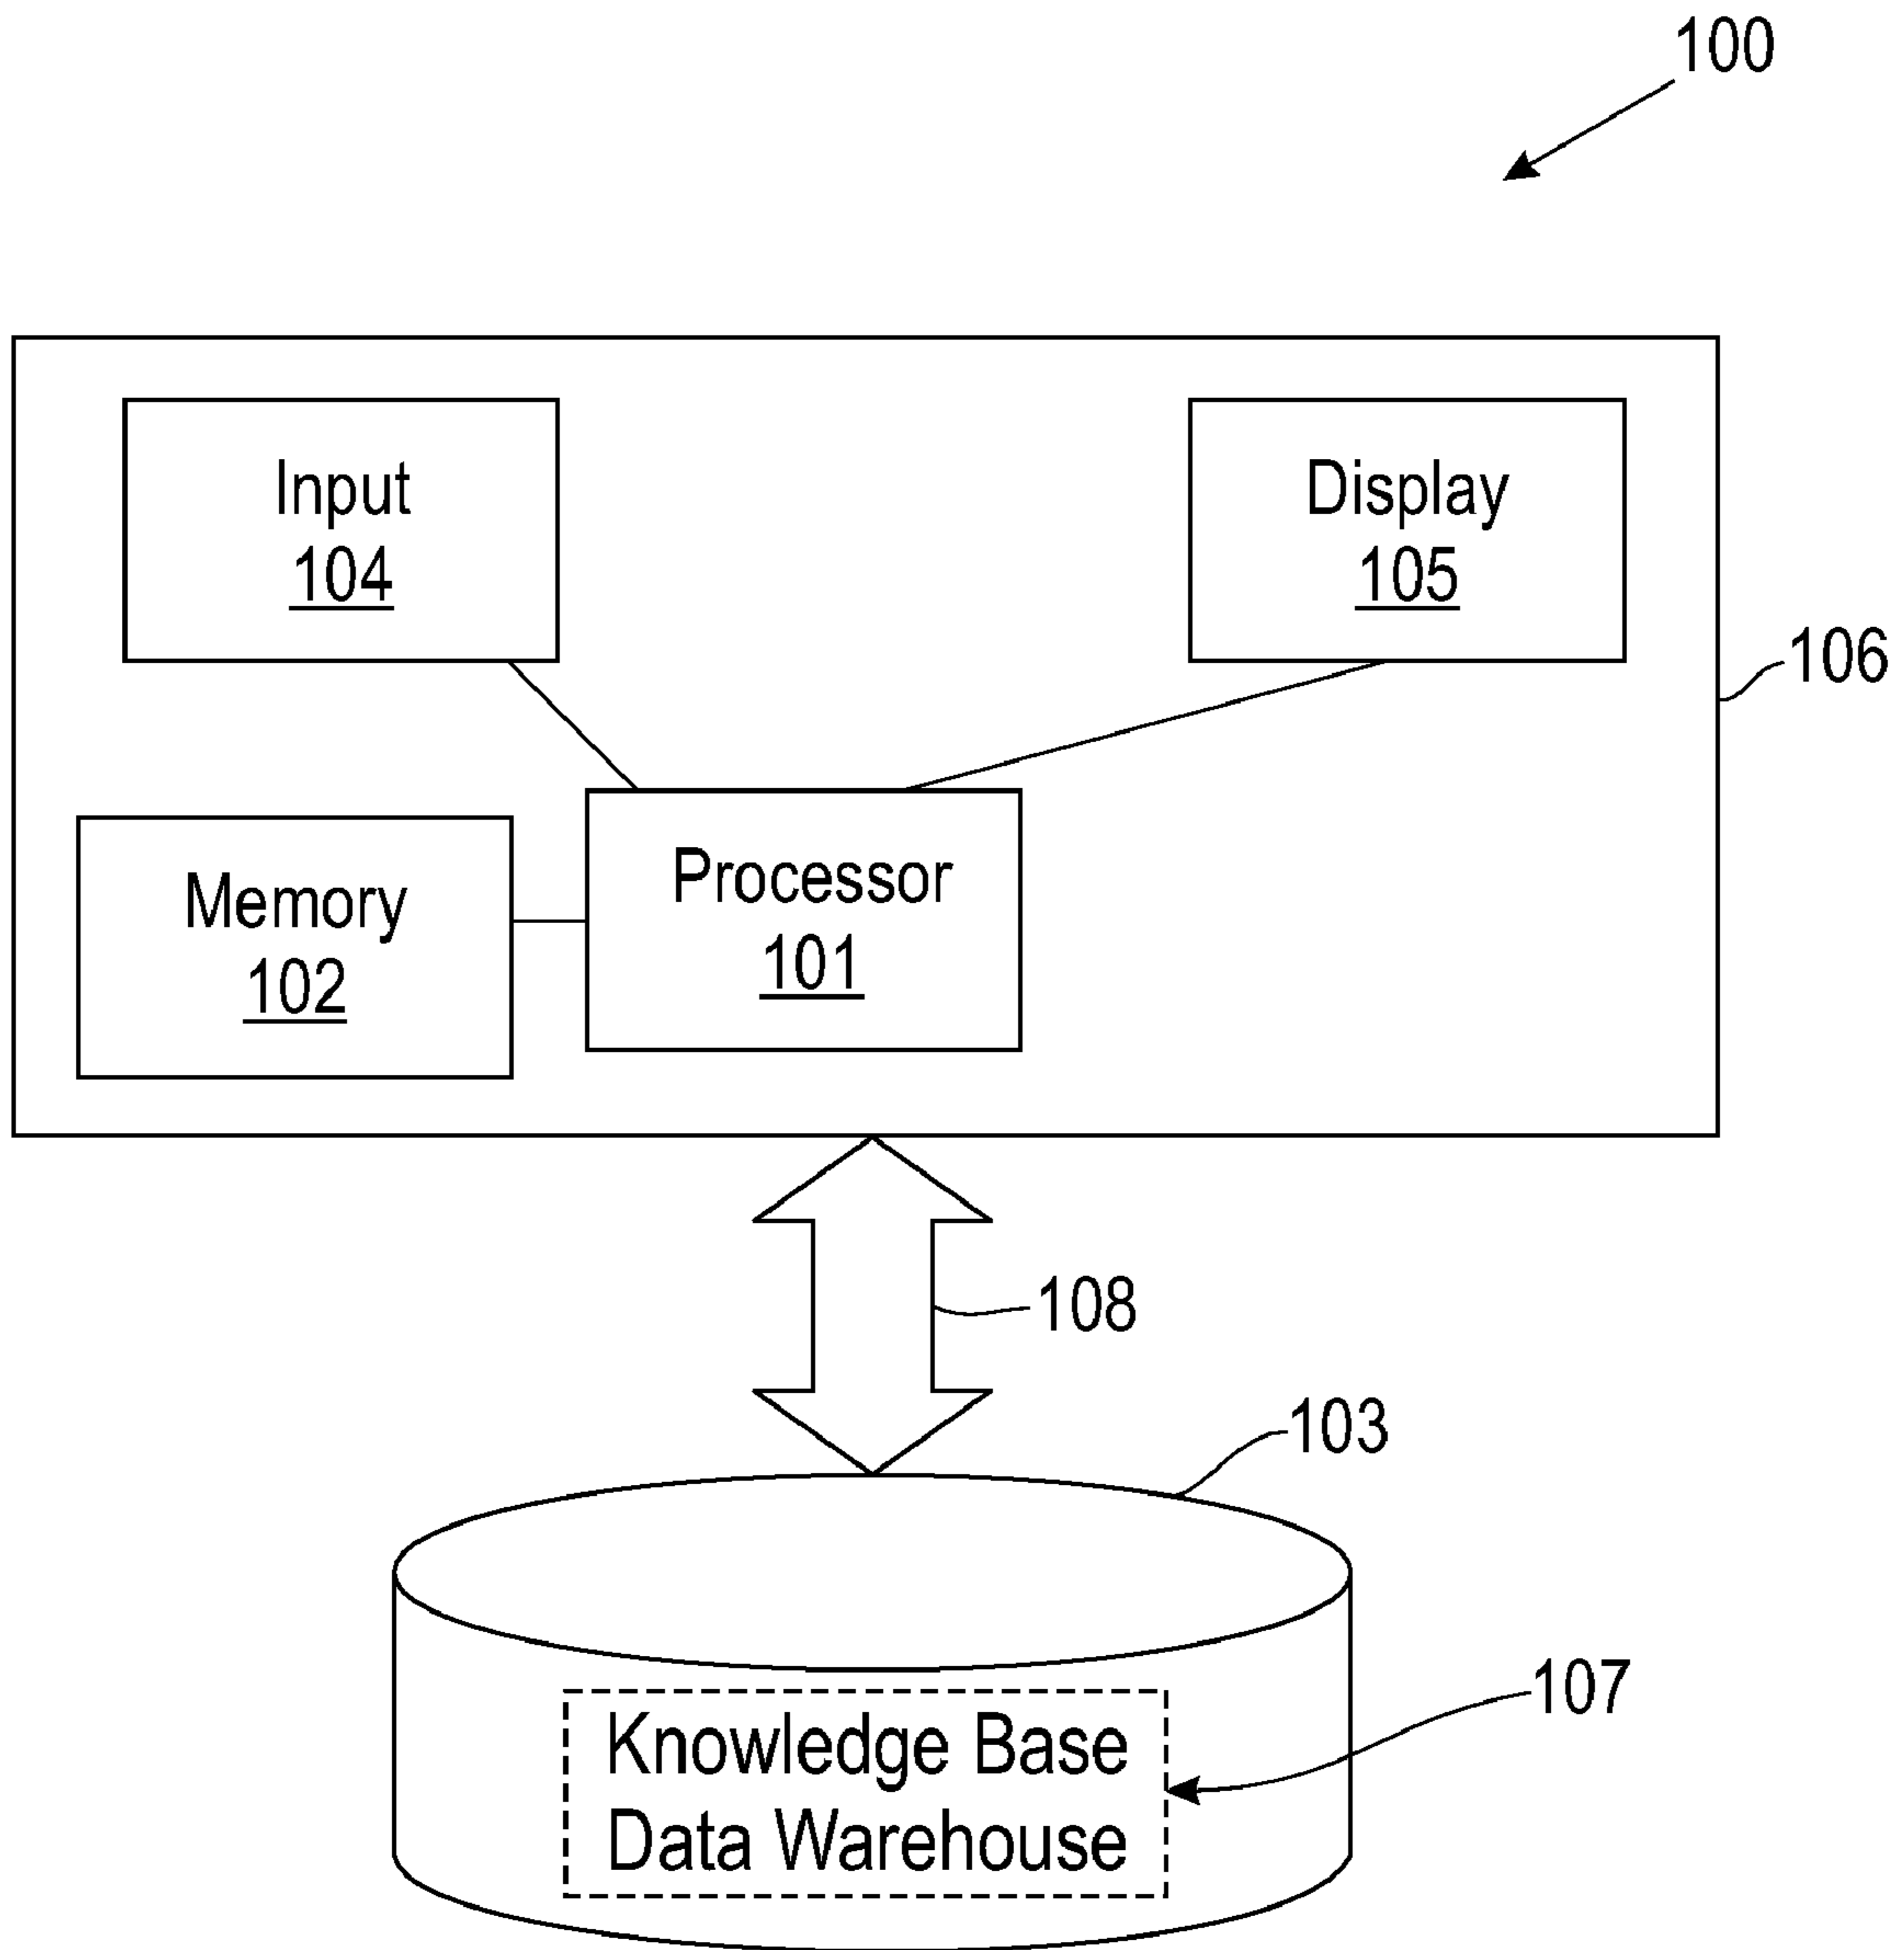 100
Input
104
Display
105
106
Memory
102
Processor
101
108
103
107
Knowledge Base
Data Warehouse